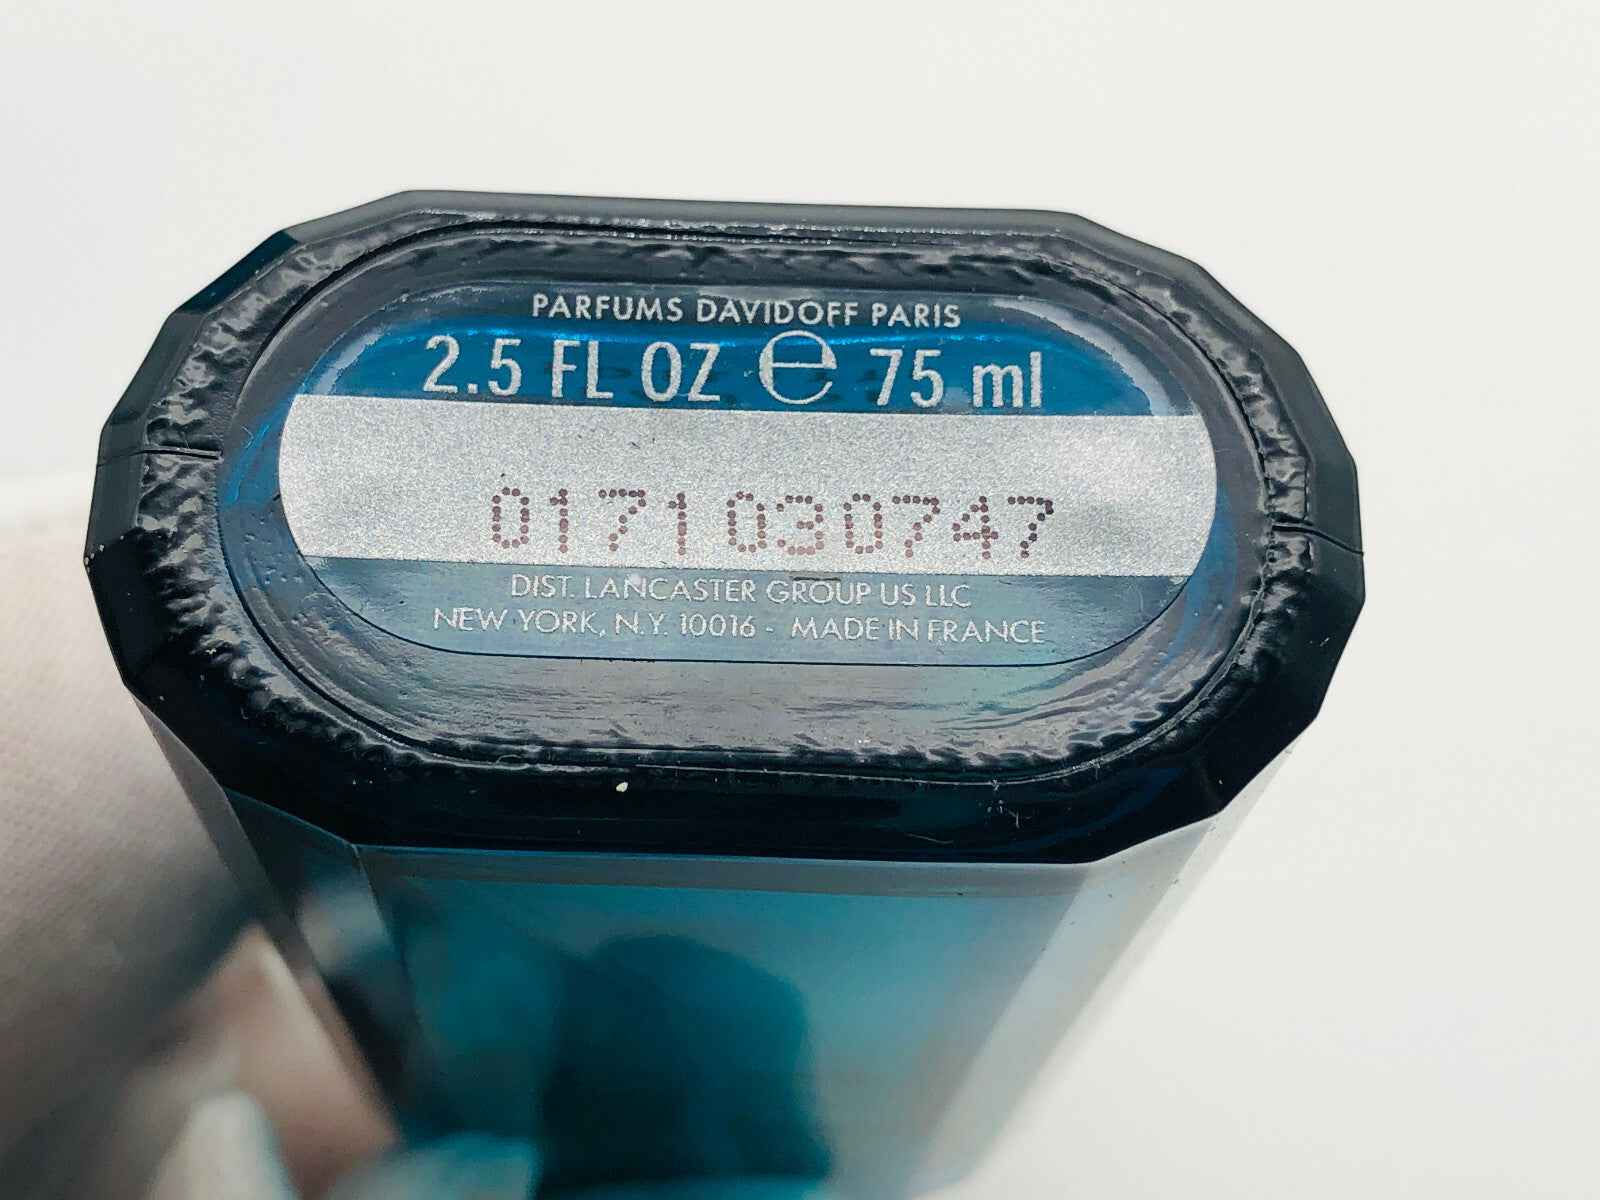 PARFUMS DAVIDOFF PARIS
2.5 FL OZ ℮ 75 ml
0171030747
DIST. LANCASTER GROUP US LLC
NEW YORK, N.Y. 10016 - MADE IN FRANCE